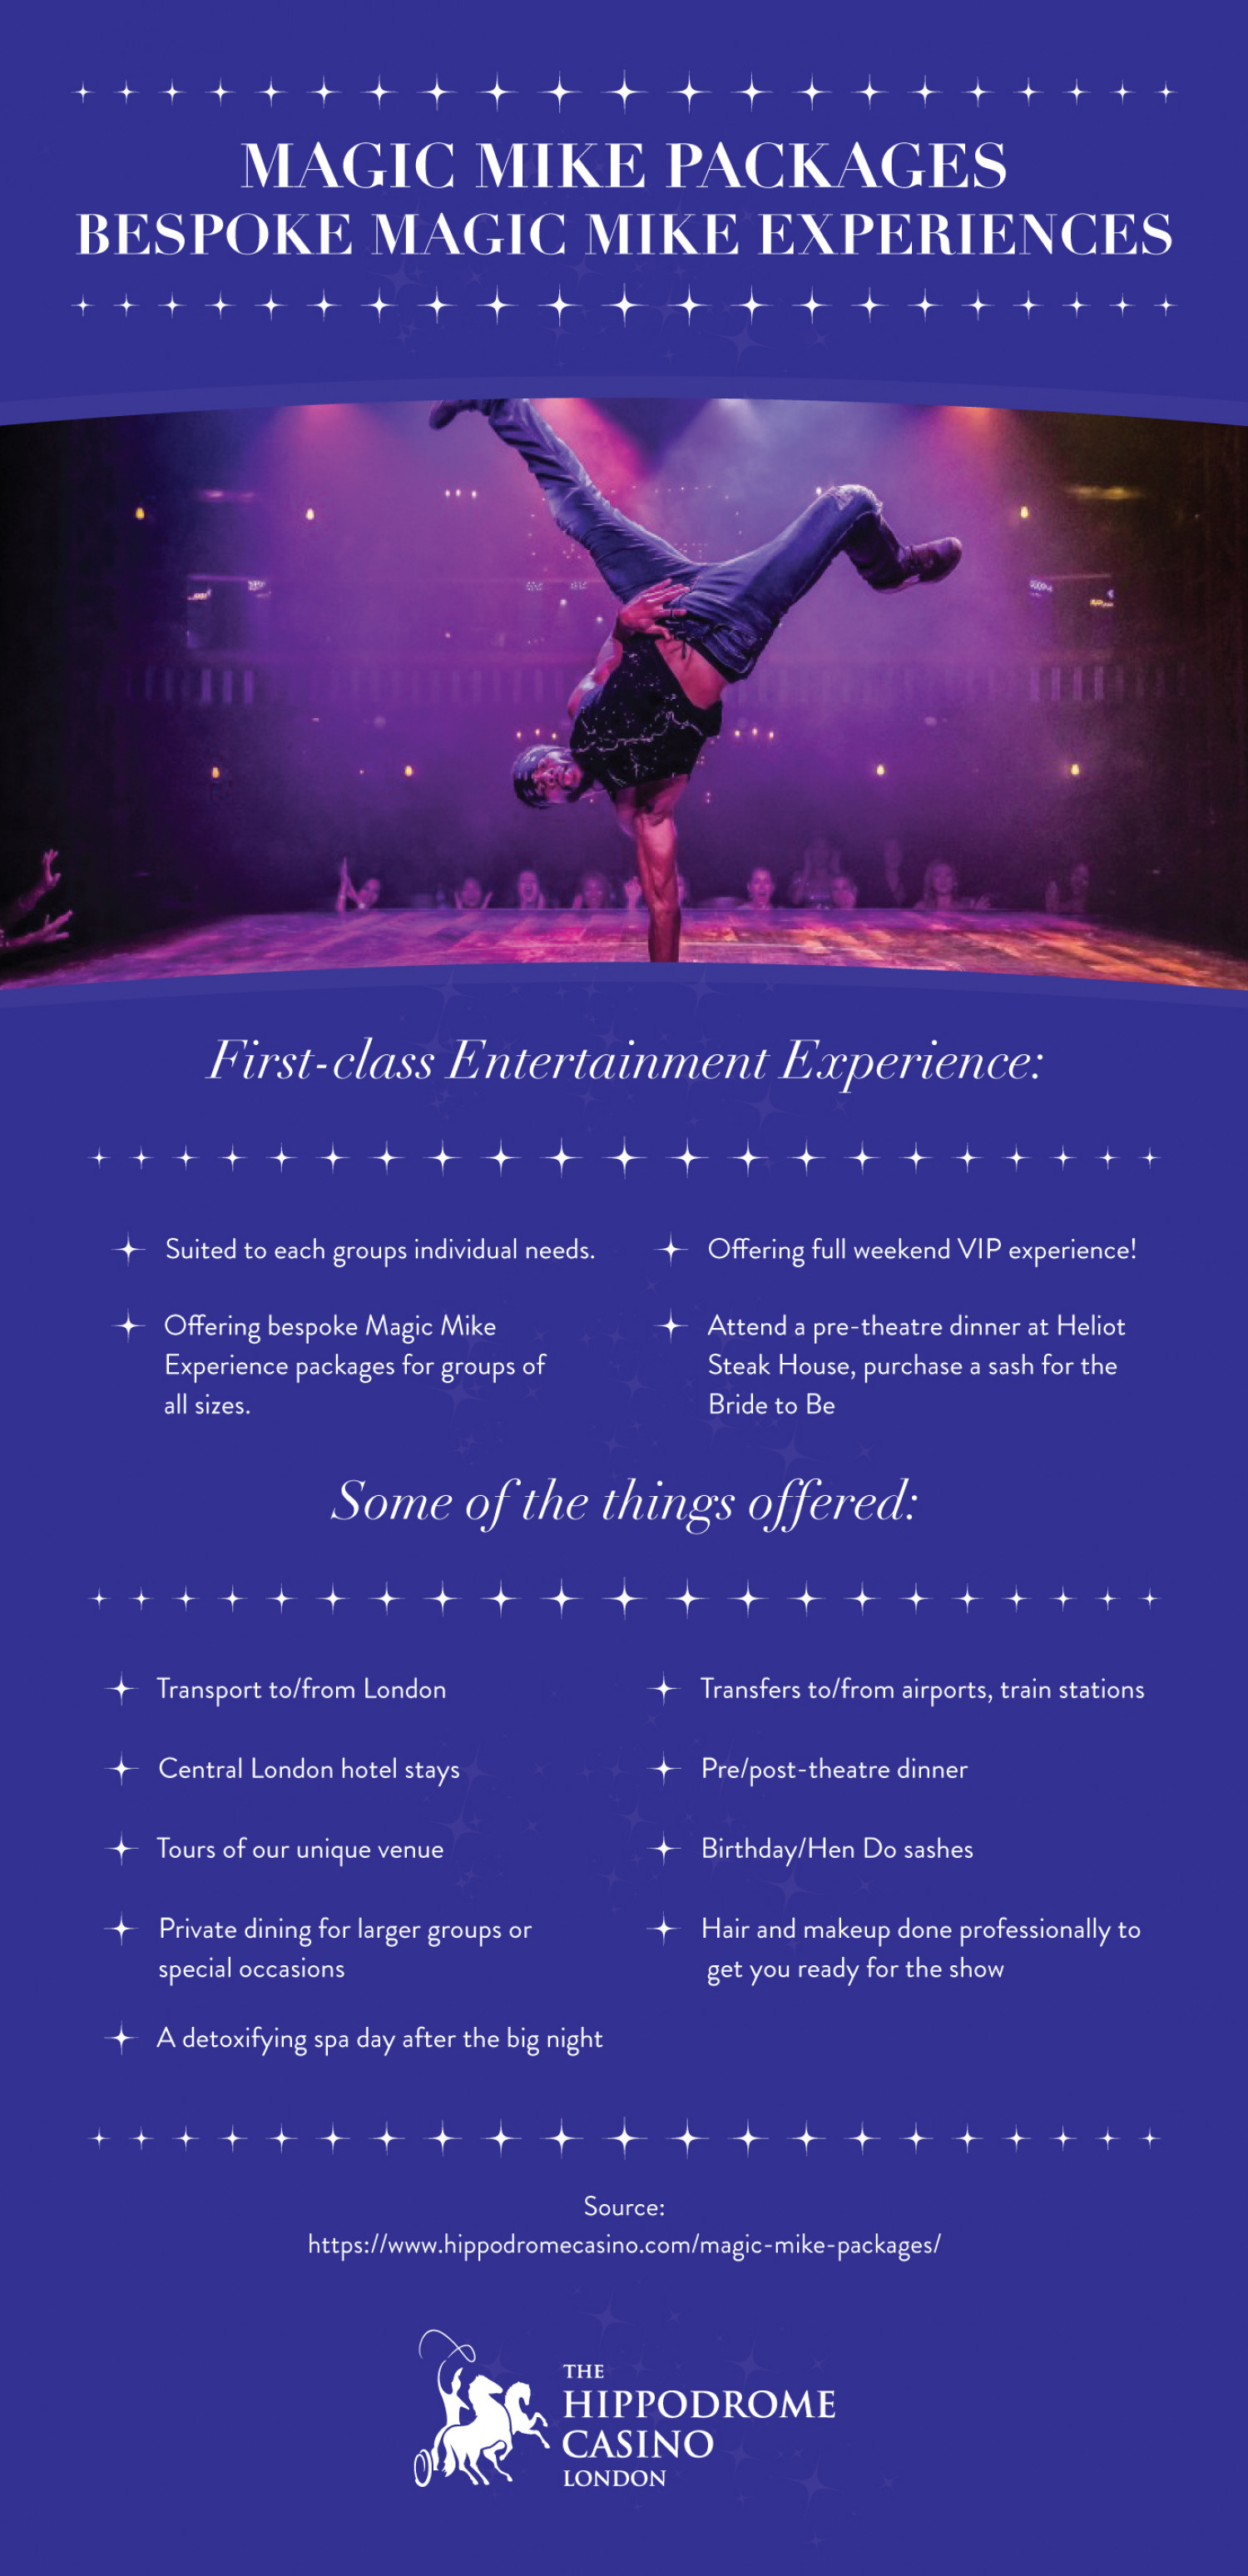 MAGIC MIKE PACKAGES
BESPOKE MAGIC MIKE EXPERIENCES
First-class Entertainment Experience:
Suited to each groups individual needs.
Offering bespoke Magic Mike
Experience packages for groups of
all sizes.
Offering full weekend VIP experience!
Attend a pre-theatre dinner at Heliot
Steak House, purchase a sash for the
Bride to Be
Some of the things offered:
Transport to/from London
Central London hotel stays
Tours of our unique venue
Private dining for larger groups or
special occasions
A detoxifying spa day after the big night
Transfers to/from airports, train stations
Pre/post-theatre dinner
Birthday/Hen Do sashes
Hair and makeup done professionally to
get you ready for the show
Source:
https://www.hippodromecasino.com/magic-mike-packages/
THE
HIPPODROME
CASINO
LONDON